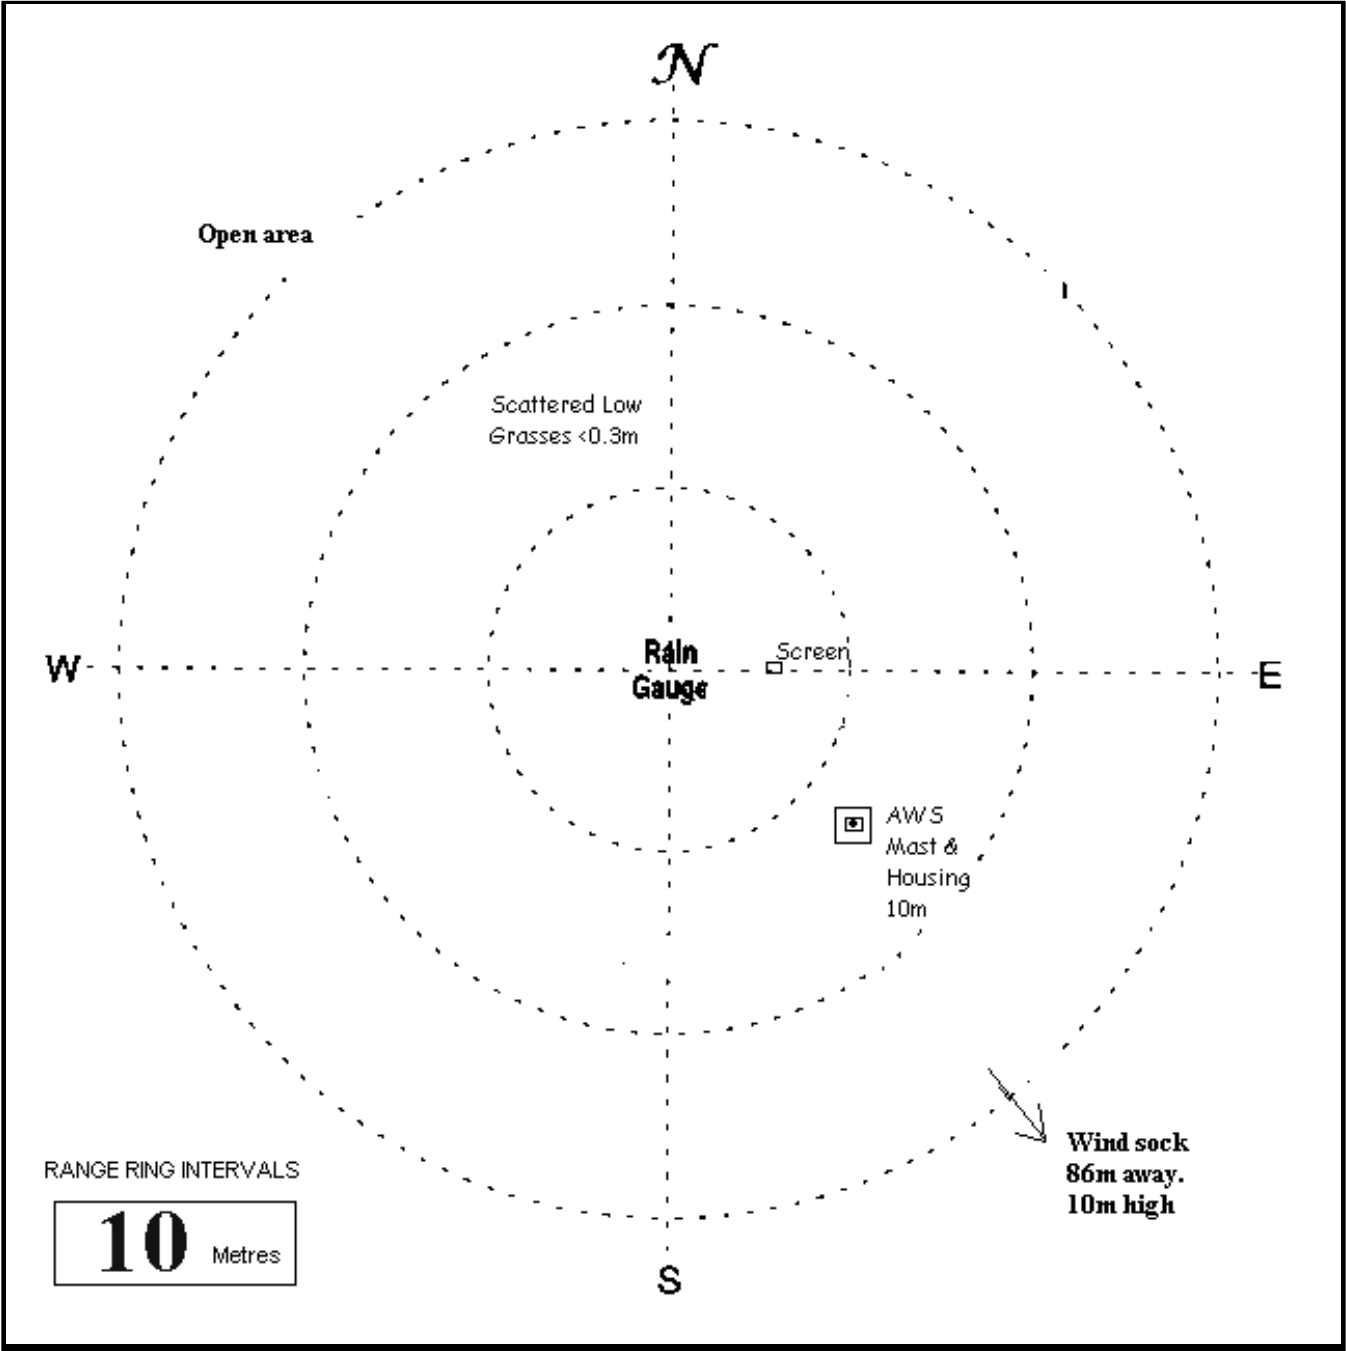 N
Open area
Scattered Low
Grasses <0.3m
W
Rain
Gauge
Screen
E
AWS
Mast &
Housing
10m
Wind sock
86m away.
10m high
RANGE RING INTERVALS
10 Metres
S